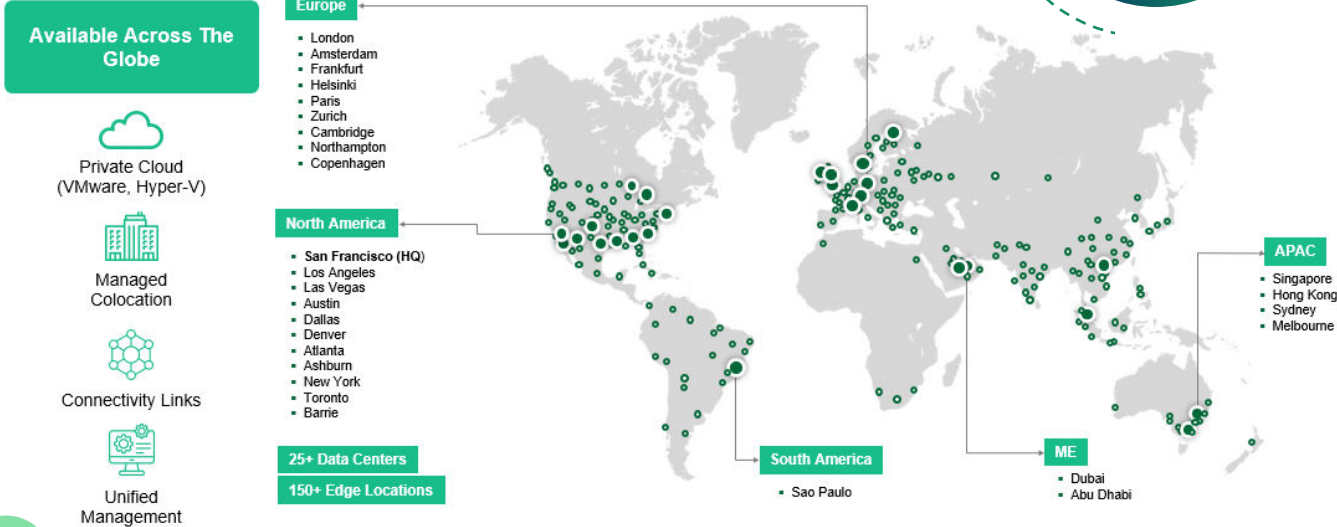 Available Across The
Globe
Private Cloud
(VMware, Hyper-V)
Managed
Colocation
Connectivity Links
Unified
Management
Europe
London
Amsterdam
Frankfurt
Helsinki
Paris
Zurich
Cambridge
Northampton
Copenhagen
North America
San Francisco (HQ)
Los Angeles
Las Vegas
Austin
Dallas
Denver
Atlanta
Ashburn
New York
Toronto
Barrie
25+ Data Centers
150+ Edge Locations
South America
Sao Paulo
ME
Dubai
Abu Dhabi
APAC
Singapore
Hong Kong
Sydney
Melbourne